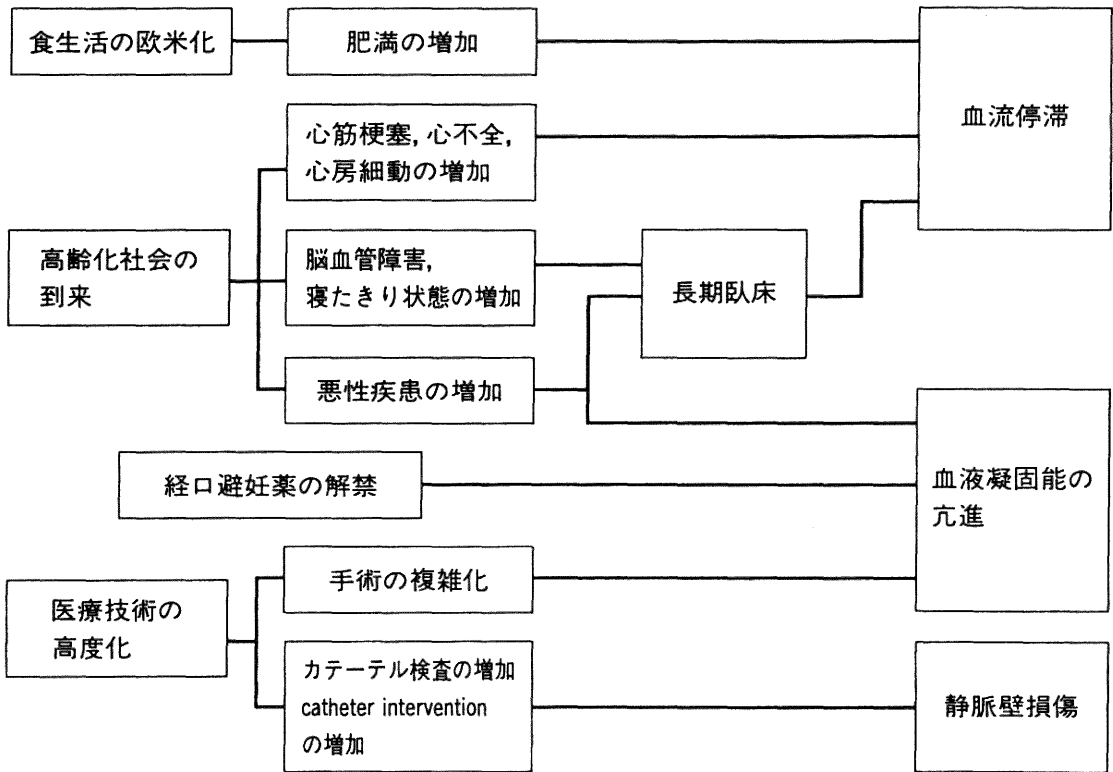 食生活の欧米化
肥満の増加
血流停滞
心筋梗塞, 心不全,
心房細動の増加
高齢化社会の
到来
脳血管障害,
寝たきり状態の増加
長期臥床
悪性疾患の増加
経口避妊薬の解禁
血液凝固能の
亢進
医療技術の
高度化
手術の複雑化
カテーテル検査の増加
catheter intervention
の増加
静脈壁損傷